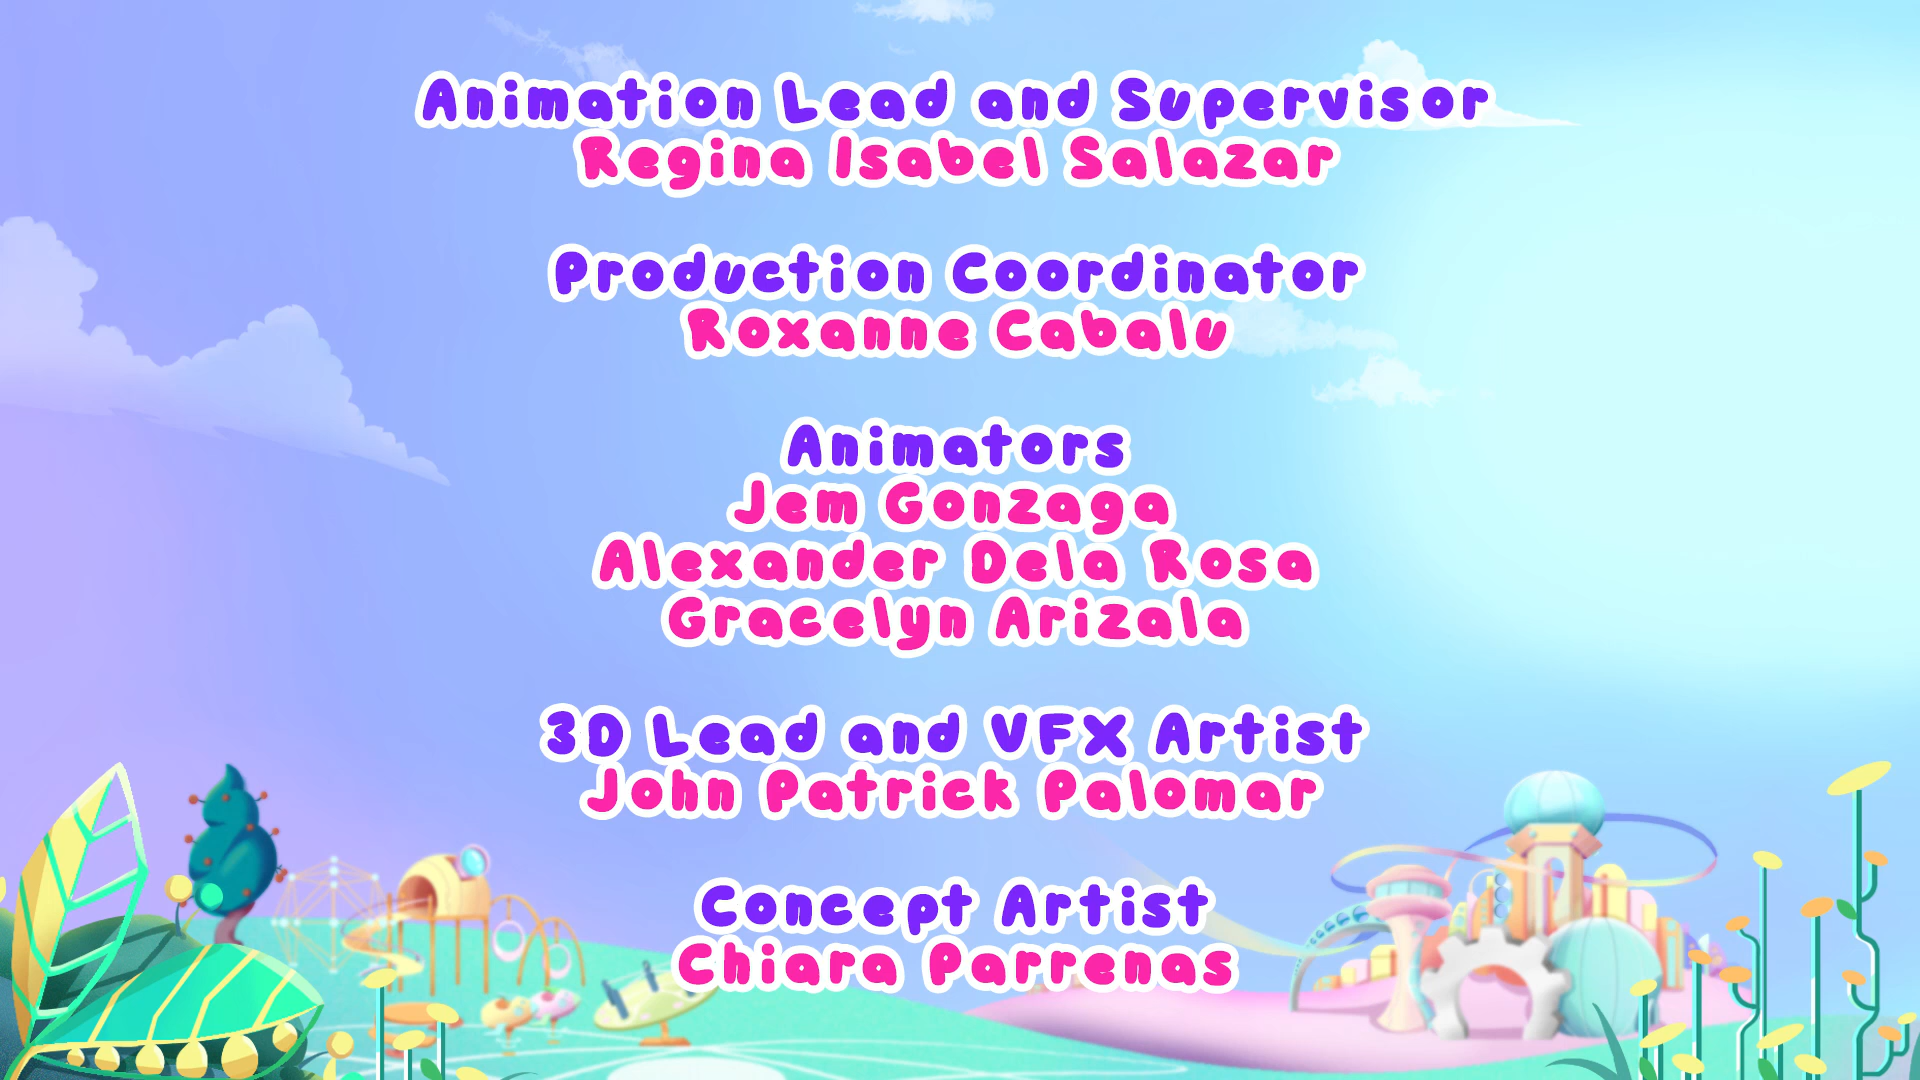 Animation Lead and Supervisor
Regina Isabel Salazar
Production Coordinator
Roxanne Cabalu
Animators
Jem Gonzaga
Alexander Dela Rosa
Gracelyn Arizala
3D Lead and VFX Artist
John Patrick Palomar
Concept Artist
Chiara Parrenas